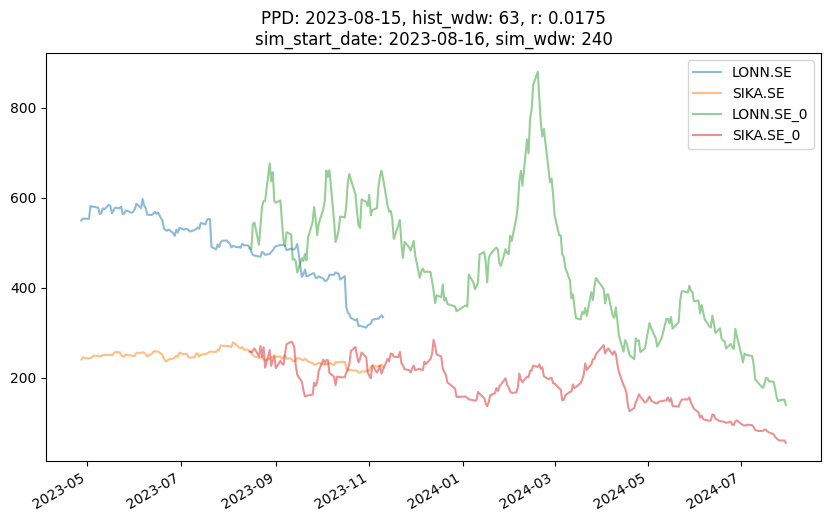 PPD: 2023-08-15, hist_wdw: 63, r: 0.0175
sim_start_date: 2023-08-16, sim_wdw: 240
LONN.SE
SIKA.SE
LONN.SE_0
SIKA.SE_0
800
600
400
200
2023-05
2023-07
2023-09
2023-11
2024-01
2024-03
2024-05
2024-07